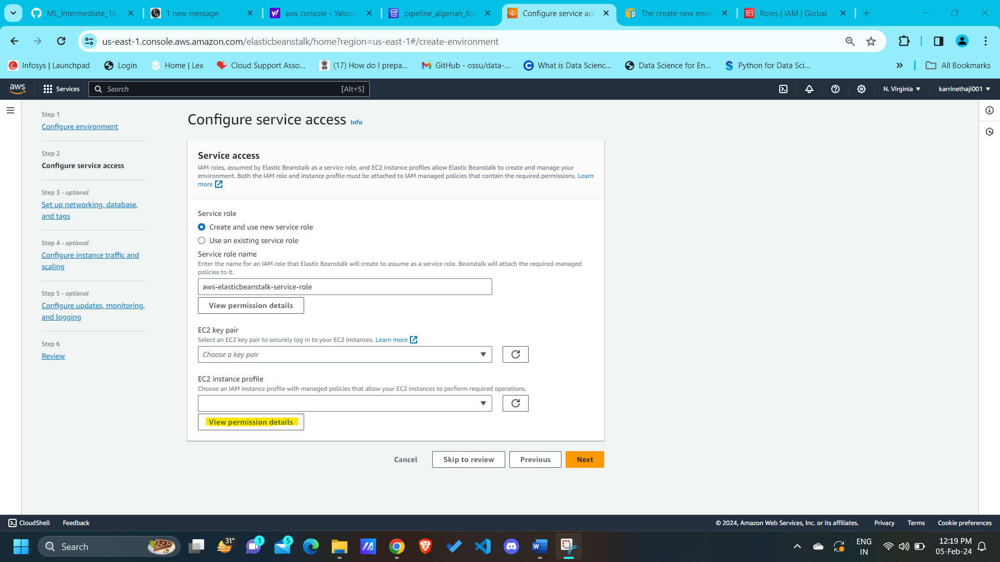 ML_Intermediate_16_
1 new message
aws console - Yahoo
pipeline_algerian_for
Configure service acc
The create new envir
Roles | IAM | Global
us-east-1.console.aws.amazon.com/elasticbeanstalk/home?region=us-east-1#/create-environment
Infosys | Launchpad
Login
Home | Lex
Cloud Support Asso...
(17) How do I prepa...
GitHub - ossu/data-...
What is Data Scienc...
Data Science for En...
Python for Data Sci...
All Bookmarks
aws
Services
Search
[Alt+S]
N. Virginia
karrinethaji001
Step 1
Configure environment
Step 2
Configure service access
Step 3 - optional
Set up networking, database,
and tags
Step 4 - optional
Configure instance traffic and
scaling
Step 5 - optional
Configure updates, monitoring,
and logging
Step 6
Review
Configure service access Info
Service access
IAM roles, assumed by Elastic Beanstalk as a service role, and EC2 instance profiles allow Elastic Beanstalk to create and manage your
environment. Both the IAM role and instance profile must be attached to IAM managed policies that contain the required permissions. Learn
more
Service role
Create and use new service role
Use an existing service role
Service role name
Enter the name for an IAM role that Elastic Beanstalk will create to assume as a service role. Beanstalk will attach the required managed
policies to it.
aws-elasticbeanstalk-service-role
View permission details
EC2 key pair
Select an EC2 key pair to securely log in to your EC2 instances. Learn more
Choose a key pair
EC2 instance profile
Choose an IAM instance profile with managed policies that allow your EC2 instances to perform required operations.
View permission details
Cancel
Skip to review
Previous
Next
CloudShell
Feedback
© 2024, Amazon Web Services, Inc. or its affiliates.
Privacy
Terms
Cookie preferences
Search
31°
1
5
ENG
IN
12:19 PM
05-Feb-24